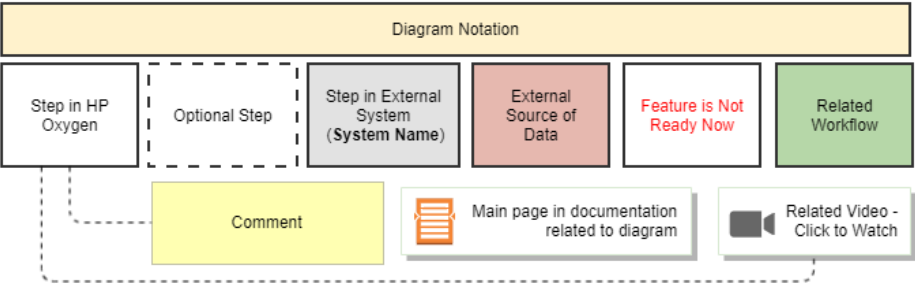 Diagram Notation
Step in HP
Oxygen
Optional Step
Step in External
System
(System Name)
External
Source of
Data
Feature is Not
Ready Now
Related
Workflow
Comment
Main page in documentation
related to diagram
Related Video -
Click to Watch